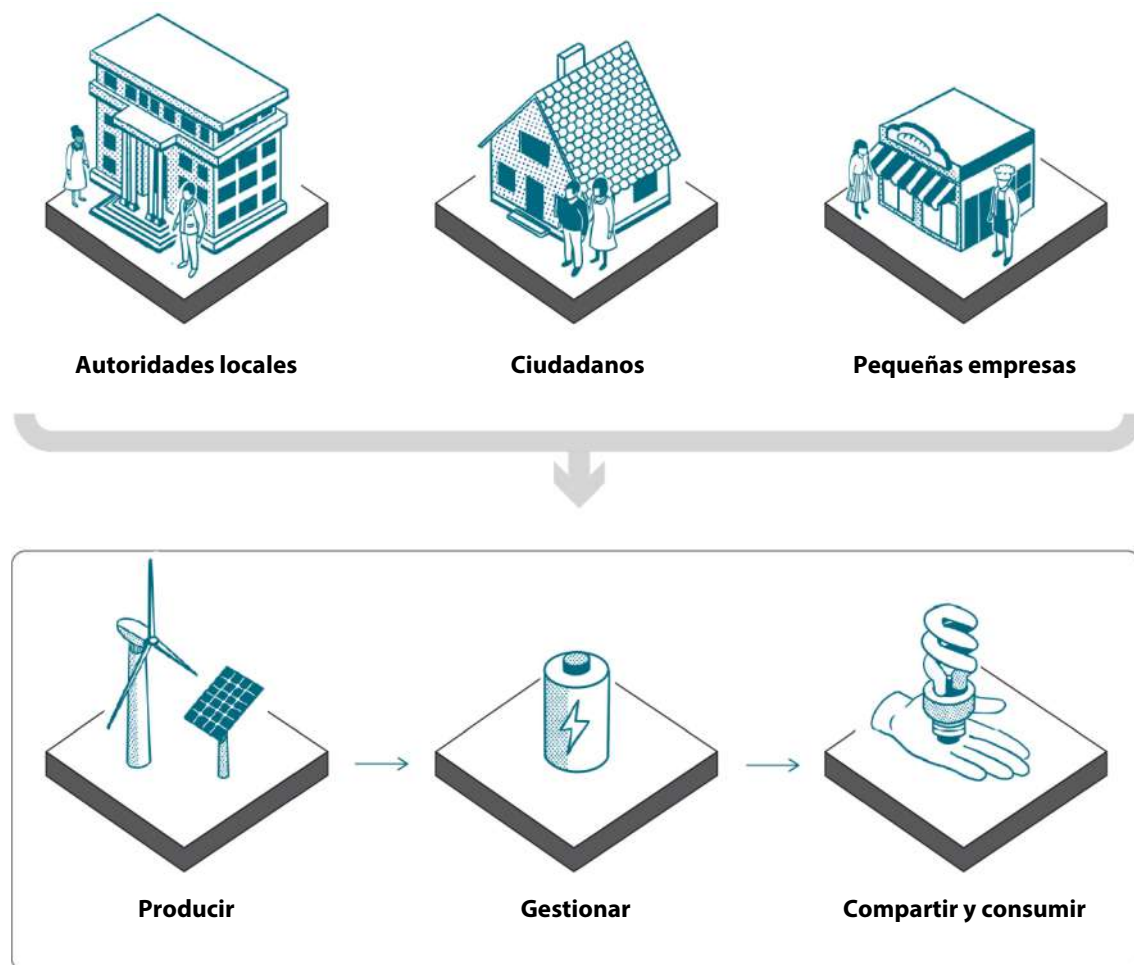 Autoridades locales
Ciudadanos
Pequeñas empresas
Producir
Gestionar
Compartir y consumir